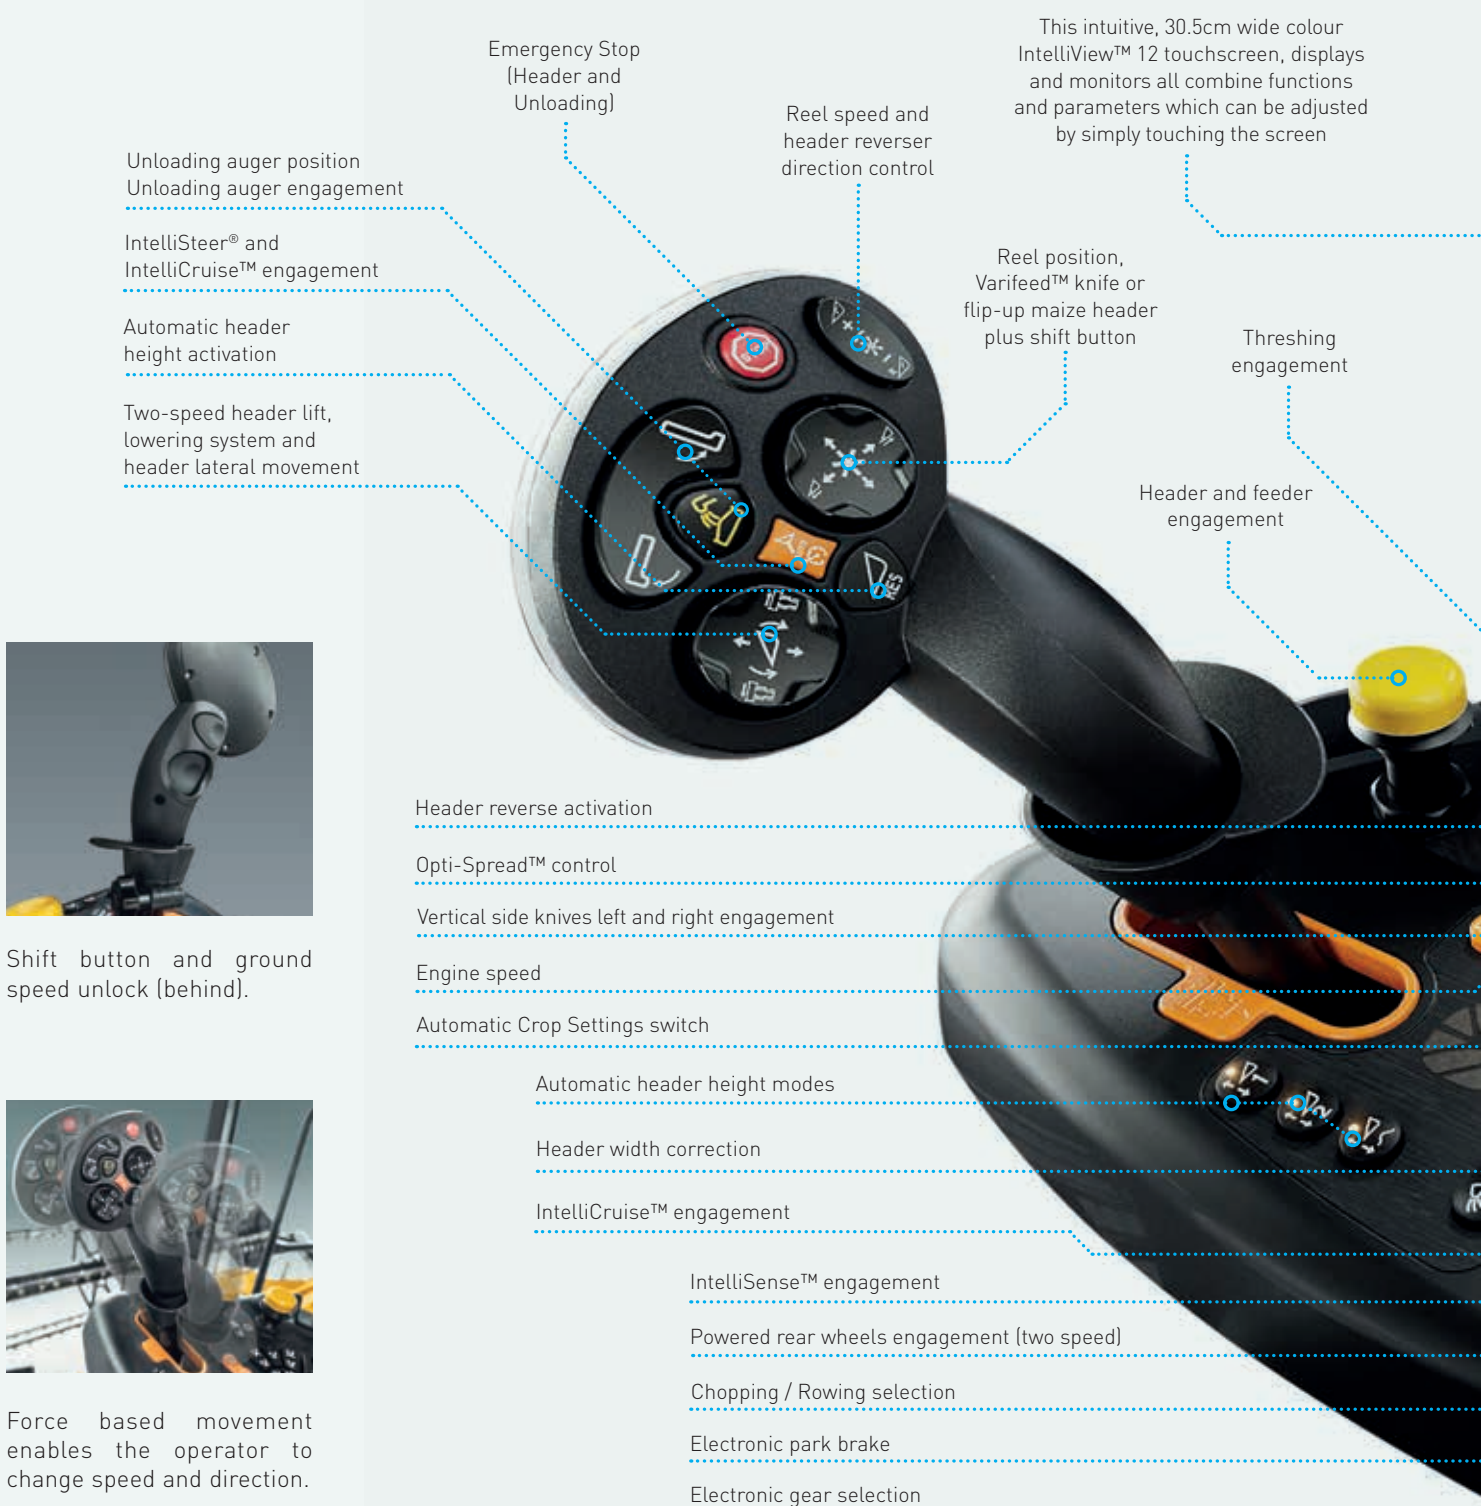 This intuitive, 30.5cm wide colour
IntelliView™ 12 touchscreen, displays
and monitors all combine functions
and parameters which can be adjusted
by simply touching the screen
Emergency Stop
(Header and
Unloading)
Reel speed and
header reverser
direction control
Unloading auger position
Unloading auger engagement
IntelliSteer® and
IntelliCruise™ engagement
Automatic header
height activation
Two-speed header lift,
lowering system and
header lateral movement
Reel position,
Varifeed™ knife or
flip-up maize header
plus shift button
Threshing
engagement
Header and feeder
engagement
RES
Header reverse activation
Opti-Spread™ control
Vertical side knives left and right engagement
Engine speed
Automatic Crop Settings switch
Automatic header height modes
1
2
Header width correction
IntelliCruise™ engagement
IntelliSense™ engagement
Powered rear wheels engagement (two speed)
Chopping / Rowing selection
Electronic park brake
Electronic gear selection
Shift button and ground
speed unlock (behind).
Force based movement
enables the operator to
change speed and direction.